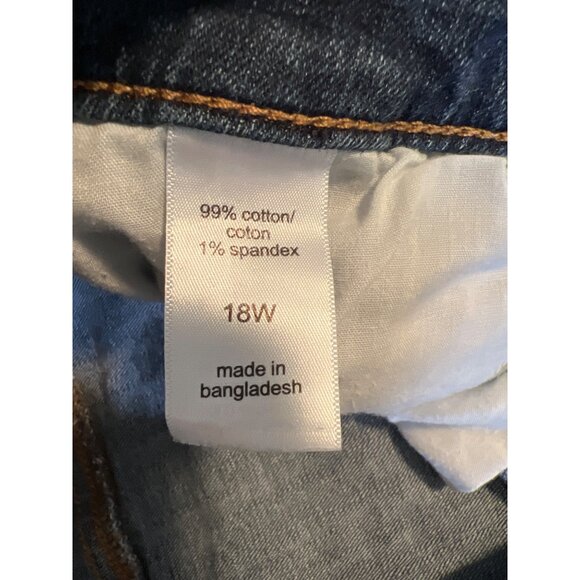 99% cotton/
coton
1% spandex
18W
made in
bangladesh